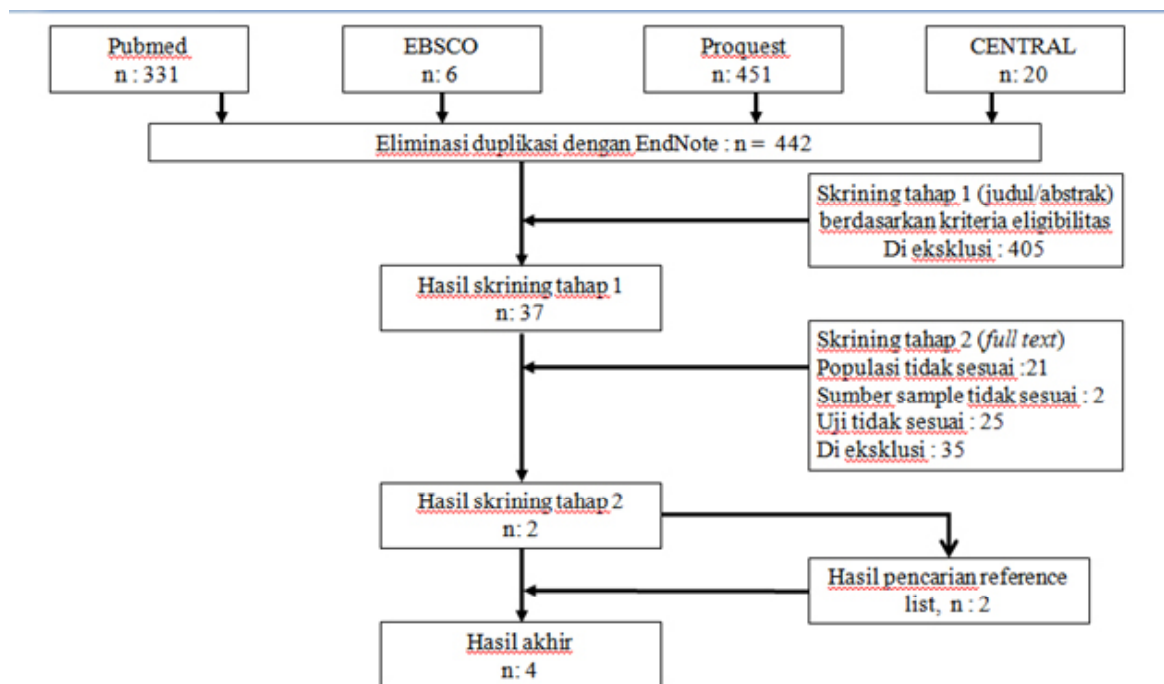 Pubmed
n : 331
EBSCO
n: 6
Proquest
n: 451
CENTRAL
n: 20
Eliminasi duplikasi dengan EndNote : n = 442
Skrining tahap 1 (judul/abstrak)
berdasarkan kriteria eligibilitas
Di eksklusi : 405
Hasil skrining tahap 1
n: 37
Skrining tahap 2 (full text)
Populasi tidak sesuai :21
Sumber sample tidak sesuai : 2
Uji tidak sesuai : 25
Di eksklusi : 35
Hasil skrining tahap 2
n: 2
Hasil pencarian reference
list, n : 2
Hasil akhir
n: 4